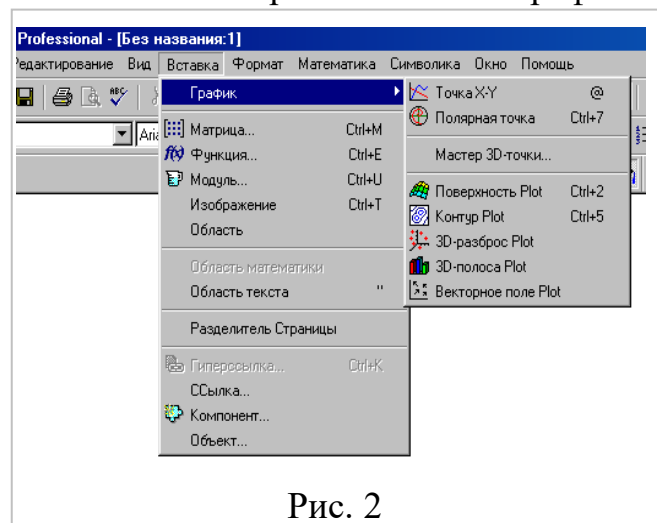 Professional - [Без названия:1]
Редактирование Вид Вставка Формат Математика Символика Окно Помощь
График
Матрица... Ctrl+M
Функция... Ctrl+E
Модуль... Ctrl+U
Изображение Ctrl+T
Область
Область математики
Область текста "
Разделитель Страницы
Гиперссылка... Ctrl+K
ССылка...
Компонент...
Объект...
Точка X-Y @
Полярная точка Ctrl+7
Мастер 3D-точки...
Поверхность Plot Ctrl+2
Контур Plot Ctrl+5
3D-разброс Plot
3D-полоса Plot
Векторное поле Plot
Рис. 2